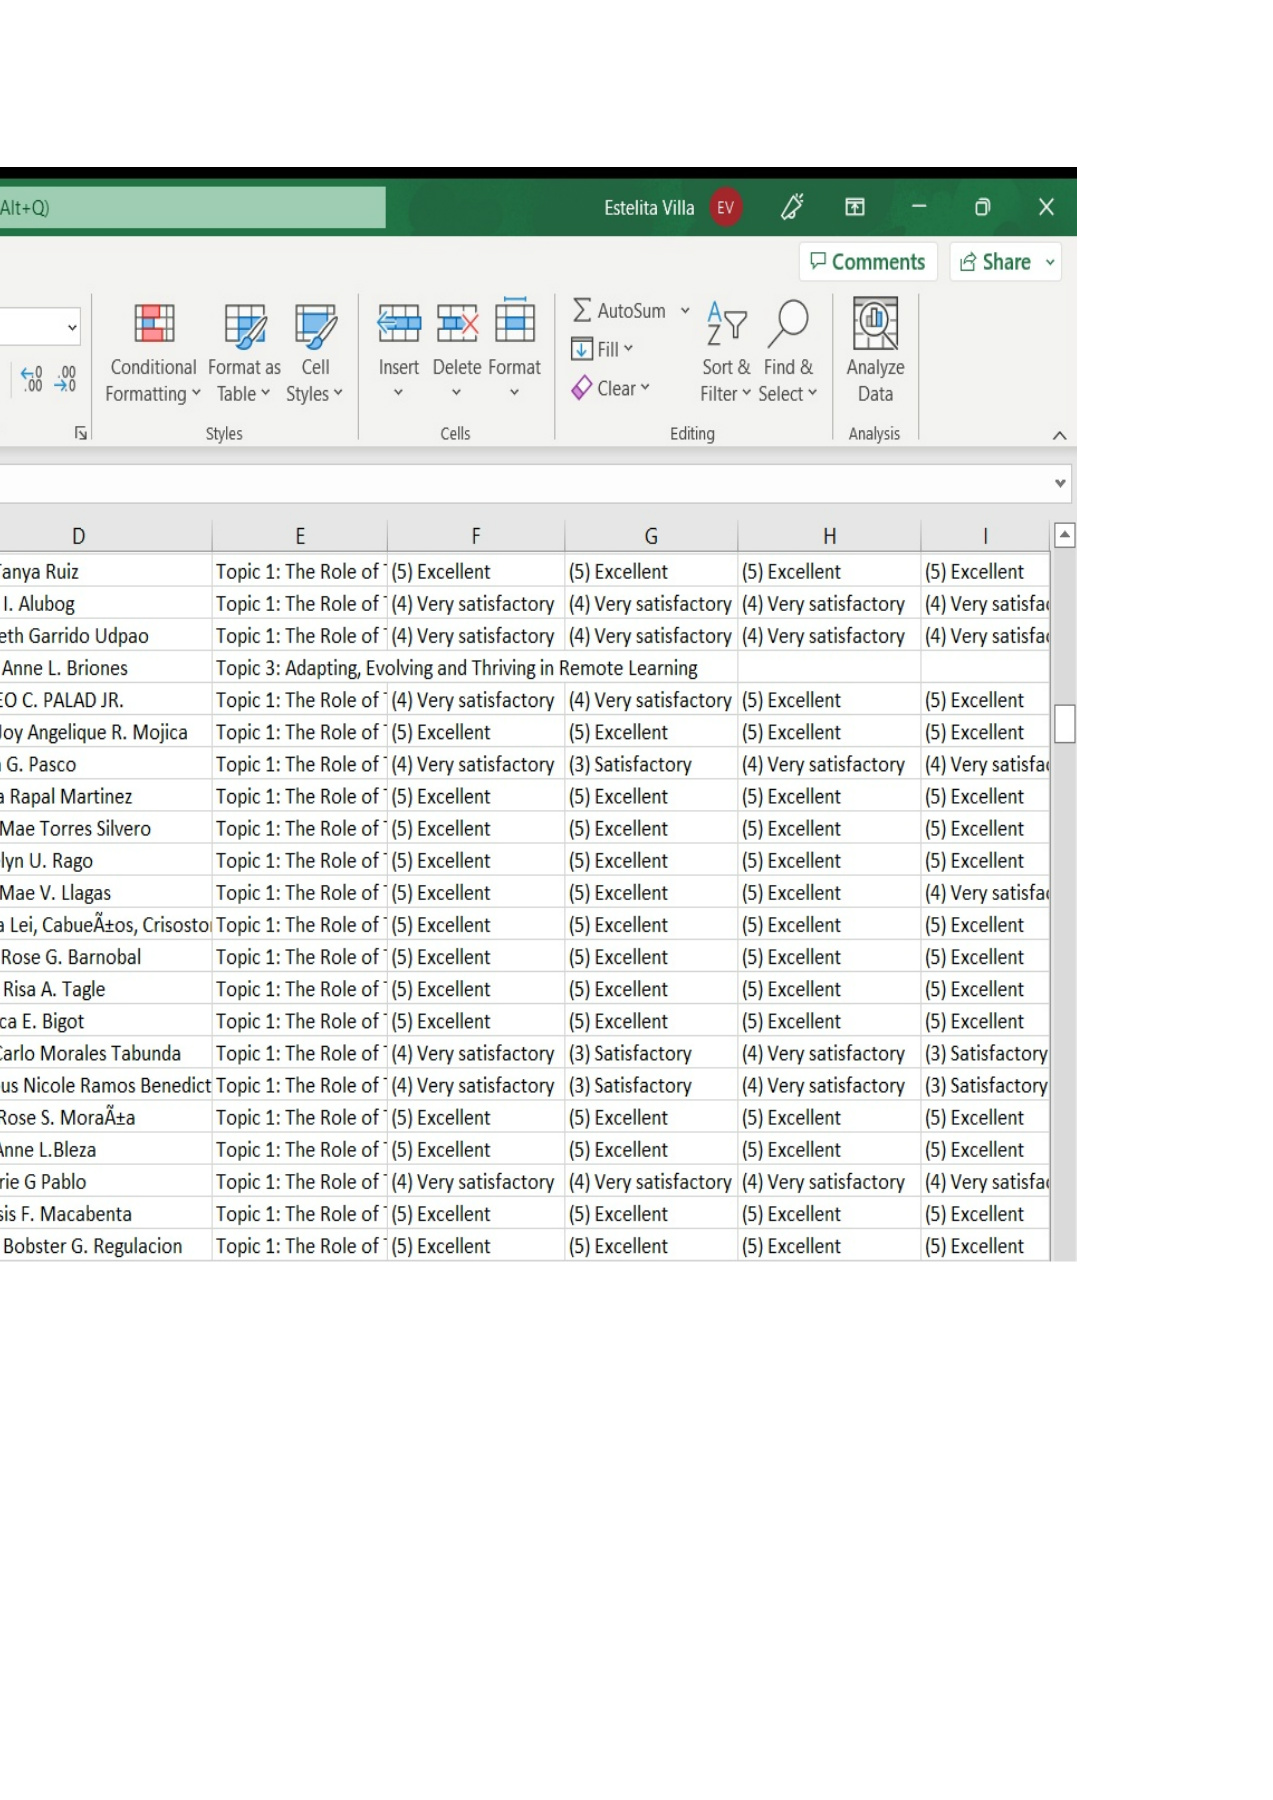 Alt+Q)
Estelita Villa EV
Comments Share
Conditional Formatting Format as Table Cell Styles Insert Delete Format AutoSum Fill Clear Sort & Filter Find & Select Analyze Data
Styles Cells Editing Analysis
D E F G H I
Tanya Ruiz Topic 1: The Role of (5) Excellent (5) Excellent (5) Excellent (5) Excellent
I. Alubog Topic 1: The Role of (4) Very satisfactory (4) Very satisfactory (4) Very satisfactory (4) Very satisfac
eth Garrido Udpao Topic 1: The Role of (4) Very satisfactory (4) Very satisfactory (4) Very satisfactory (4) Very satisfac
Anne L. Briones Topic 3: Adapting, Evolving and Thriving in Remote Learning
EO C. PALAD JR. Topic 1: The Role of (4) Very satisfactory (4) Very satisfactory (5) Excellent (5) Excellent
Joy Angelique R. Mojica Topic 1: The Role of (5) Excellent (5) Excellent (5) Excellent (5) Excellent
G. Pasco Topic 1: The Role of (4) Very satisfactory (3) Satisfactory (4) Very satisfactory (4) Very satisfac
a Rapal Martinez Topic 1: The Role of (5) Excellent (5) Excellent (5) Excellent (5) Excellent
Mae Torres Silvero Topic 1: The Role of (5) Excellent (5) Excellent (5) Excellent (5) Excellent
lyn U. Rago Topic 1: The Role of (5) Excellent (5) Excellent (5) Excellent (5) Excellent
Mae V. Llagas Topic 1: The Role of (5) Excellent (5) Excellent (5) Excellent (4) Very satisfac
a Lei, CabueÃ±os, Crisostor Topic 1: The Role of (5) Excellent (5) Excellent (5) Excellent (5) Excellent
Rose G. Barnobal Topic 1: The Role of (5) Excellent (5) Excellent (5) Excellent (5) Excellent
Risa A. Tagle Topic 1: The Role of (5) Excellent (5) Excellent (5) Excellent (5) Excellent
ca E. Bigot Topic 1: The Role of (5) Excellent (5) Excellent (5) Excellent (5) Excellent
Carlo Morales Tabunda Topic 1: The Role of (4) Very satisfactory (3) Satisfactory (4) Very satisfactory (3) Satisfactory
us Nicole Ramos Benedict Topic 1: The Role of (4) Very satisfactory (3) Satisfactory (4) Very satisfactory (3) Satisfactory
Rose S. MoraÃ±a Topic 1: The Role of (5) Excellent (5) Excellent (5) Excellent (5) Excellent
Anne L.Bleza Topic 1: The Role of (5) Excellent (5) Excellent (5) Excellent (5) Excellent
rie G Pablo Topic 1: The Role of (4) Very satisfactory (4) Very satisfactory (4) Very satisfactory (4) Very satisfac
sis F. Macabenta Topic 1: The Role of (5) Excellent (5) Excellent (5) Excellent (5) Excellent
Bobster G. Regulacion Topic 1: The Role of (5) Excellent (5) Excellent (5) Excellent (5) Excellent